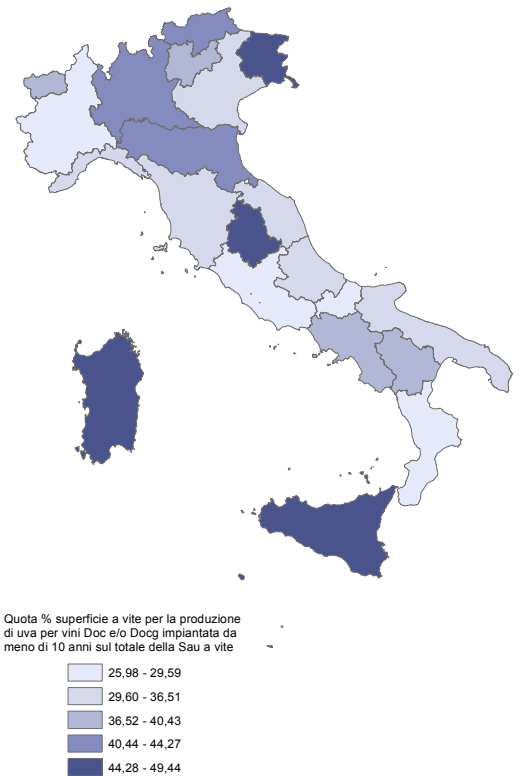 Quota % superficie a vite per la produzione
di uva per vini Doc e/o Docg impiantata da
meno di 10 anni sul totale della Sau a vite
25,98 - 29,59
29,60 - 36,51
36,52 - 40,43
40,44 - 44,27
44,28 - 49,44